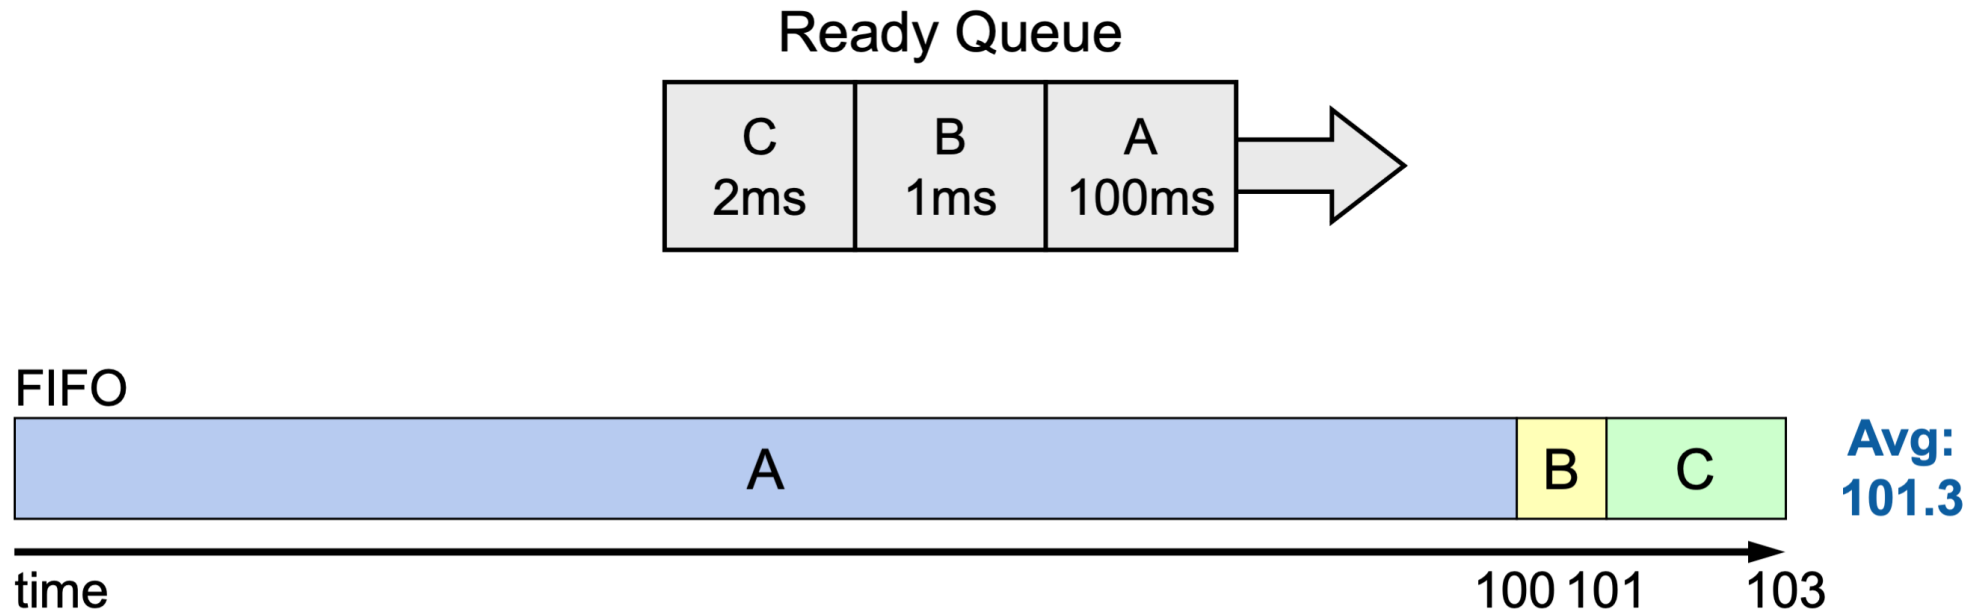 Ready Queue
C B A
2ms 1ms 100ms
FIFO
A B C
Avg:
101.3
time 100 101 103